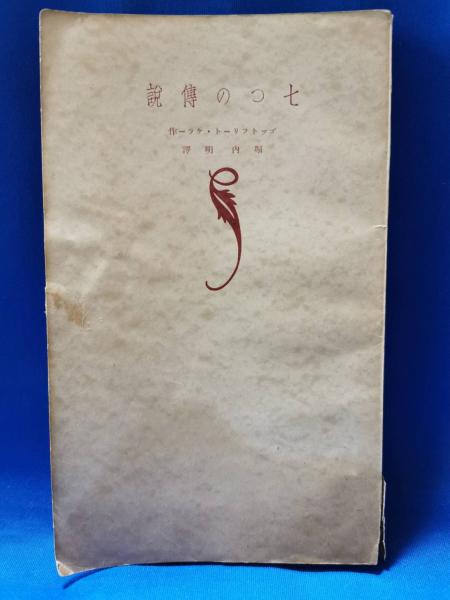 七つの傳說
ゴットフリート・ケラー作
堀内明譯